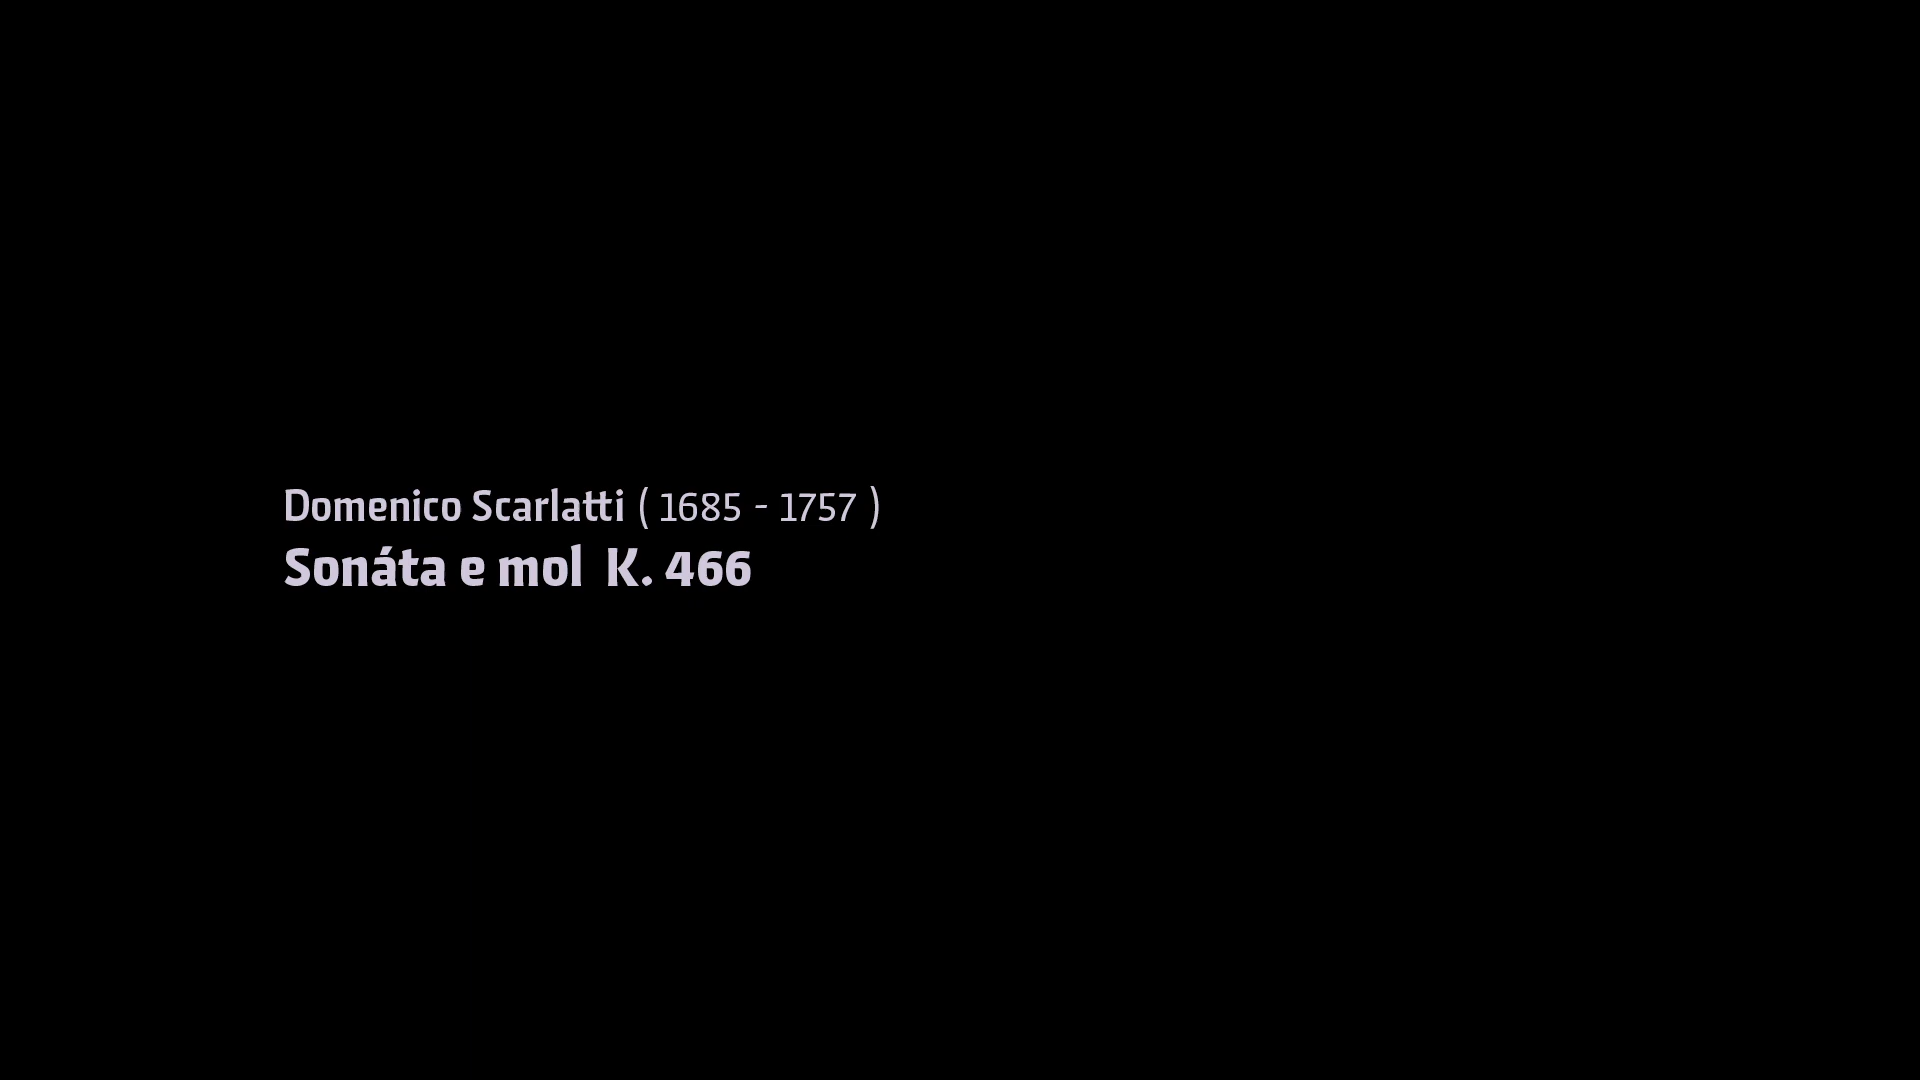 Domenico Scarlatti ( 1685 - 1757 )
Sonáta e mol  K. 466